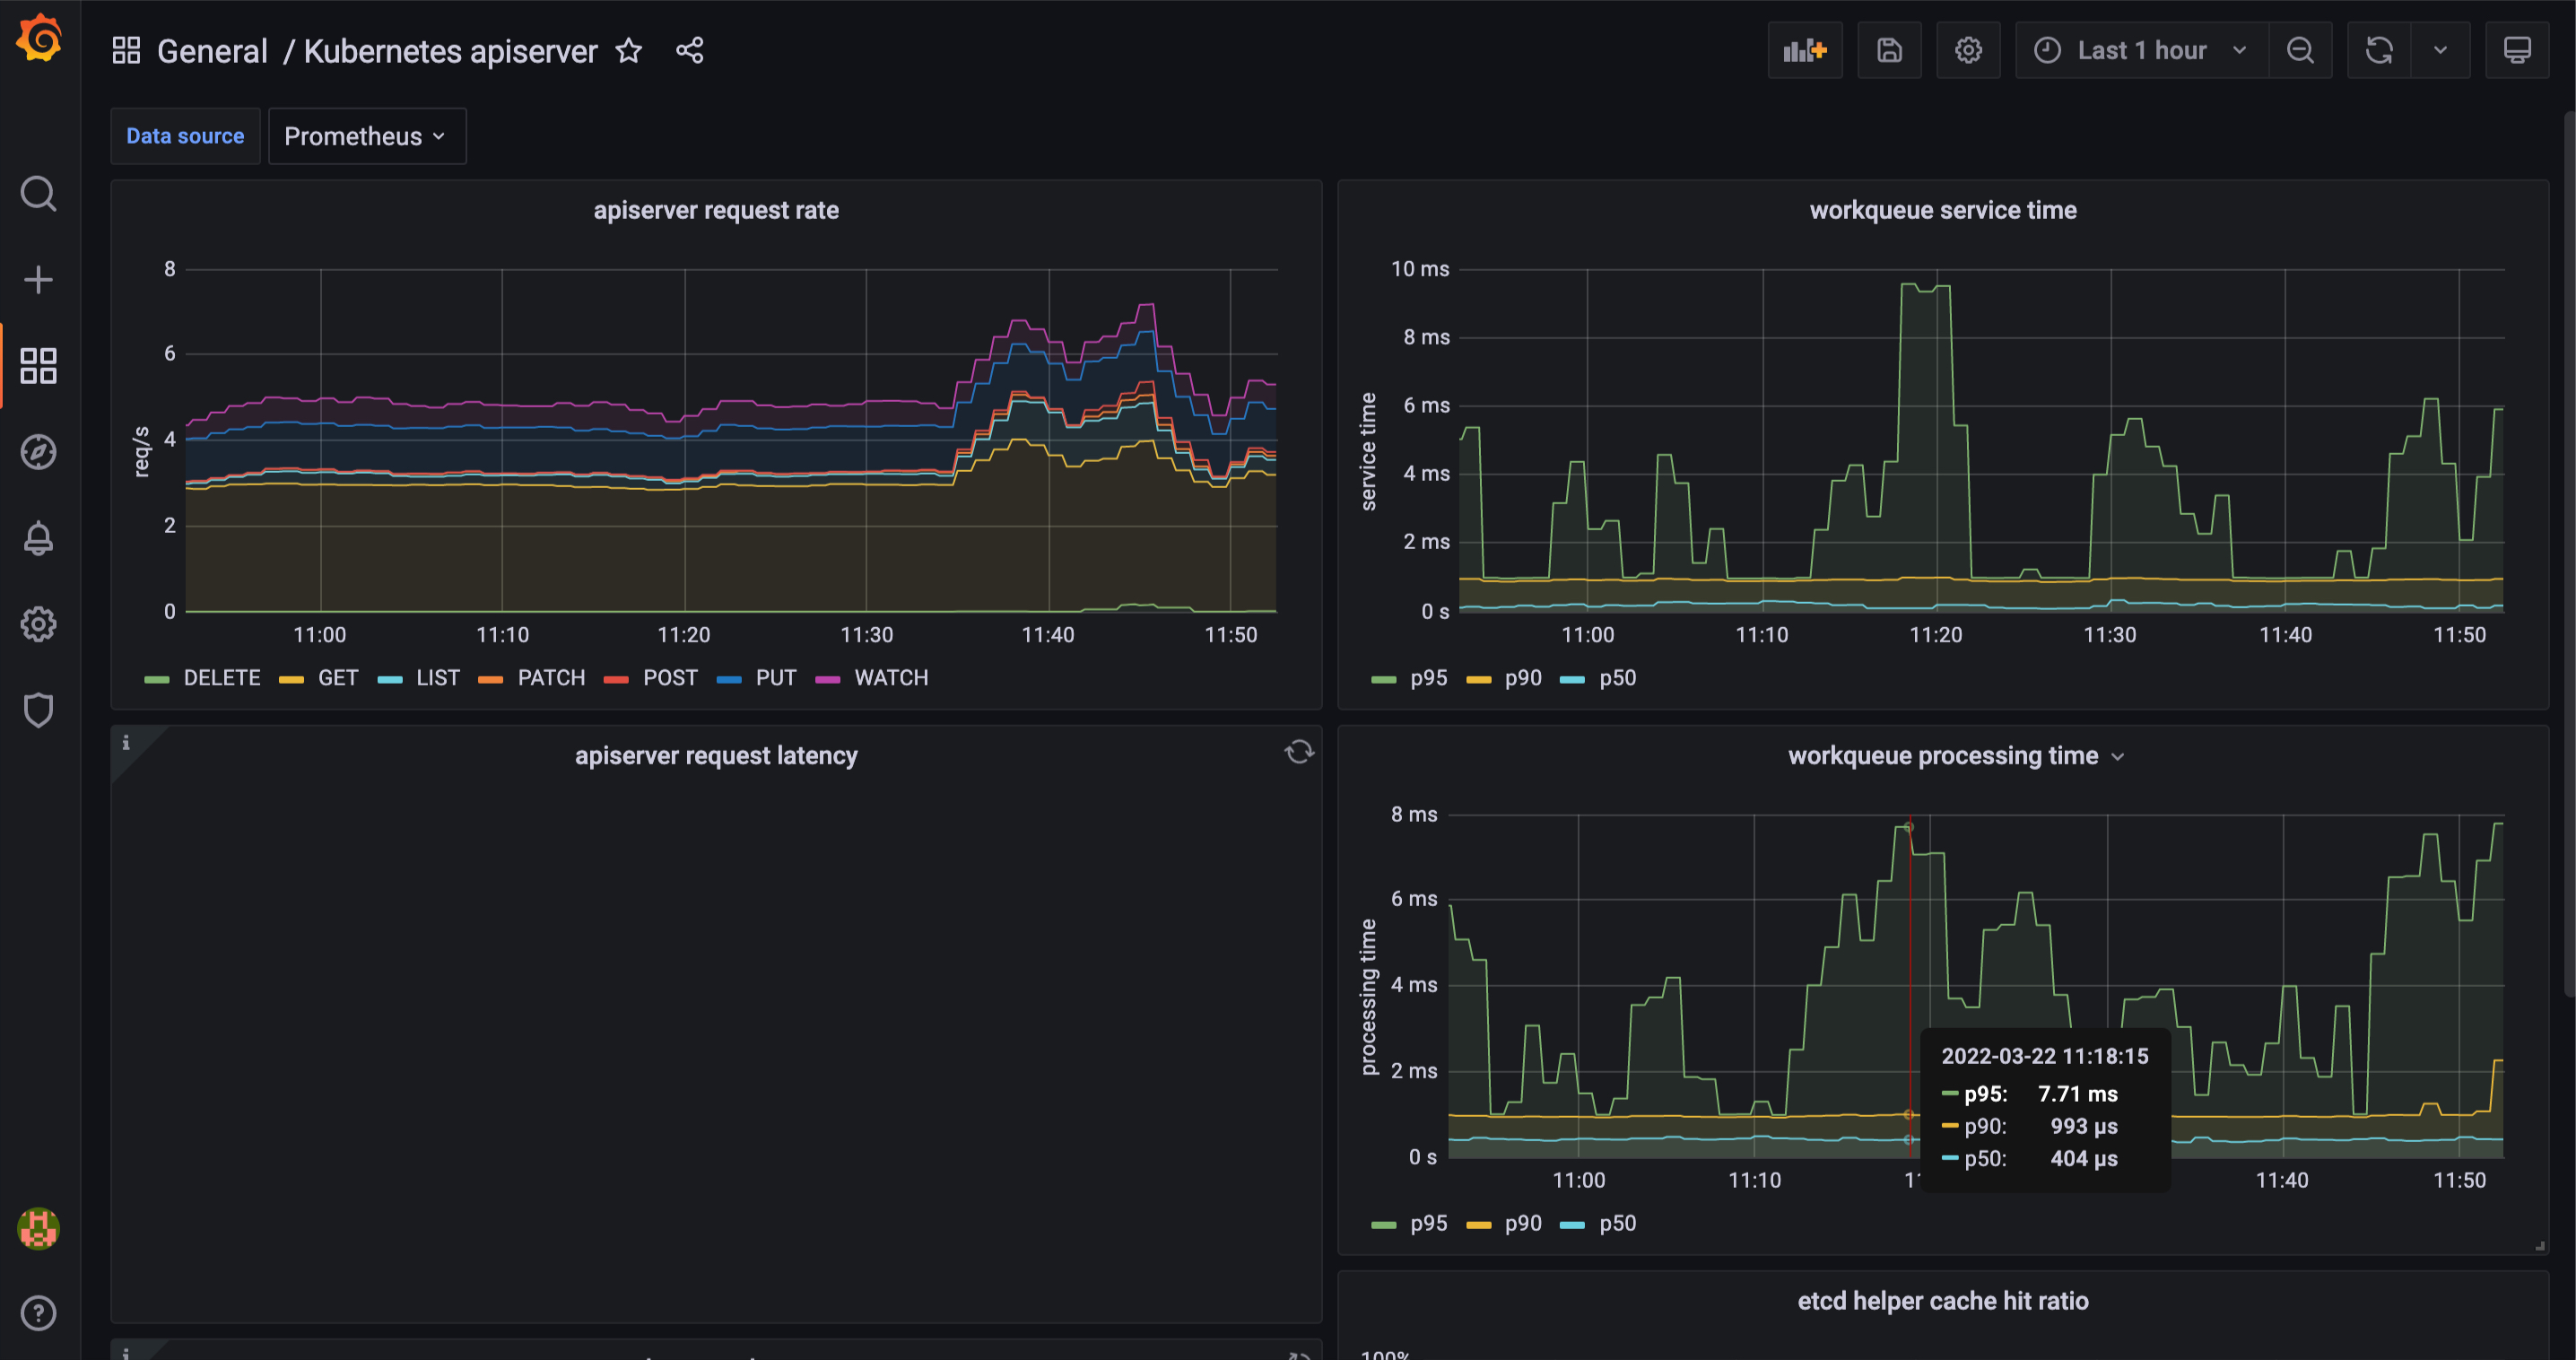 General / Kubernetes apiserver
Last 1 hour
Data source
Prometheus
apiserver request rate
8
6
4
2
0
req/s
11:00 11:10 11:20 11:30 11:40 11:50
DELETE GET LIST PATCH POST PUT WATCH
workqueue service time
10 ms
8 ms
6 ms
4 ms
2 ms
0 s
service time
11:00 11:10 11:20 11:30 11:40 11:50
p95 p90 p50
i
apiserver request latency
workqueue processing time
8 ms
6 ms
4 ms
2 ms
0 s
processing time
11:00 11:10 11:40 11:50
2022-03-22 11:18:15
p95: 7.71 ms
p90: 993 µs
p50: 404 µs
p95 p90 p50
i
etcd helper cache hit ratio
100%
?